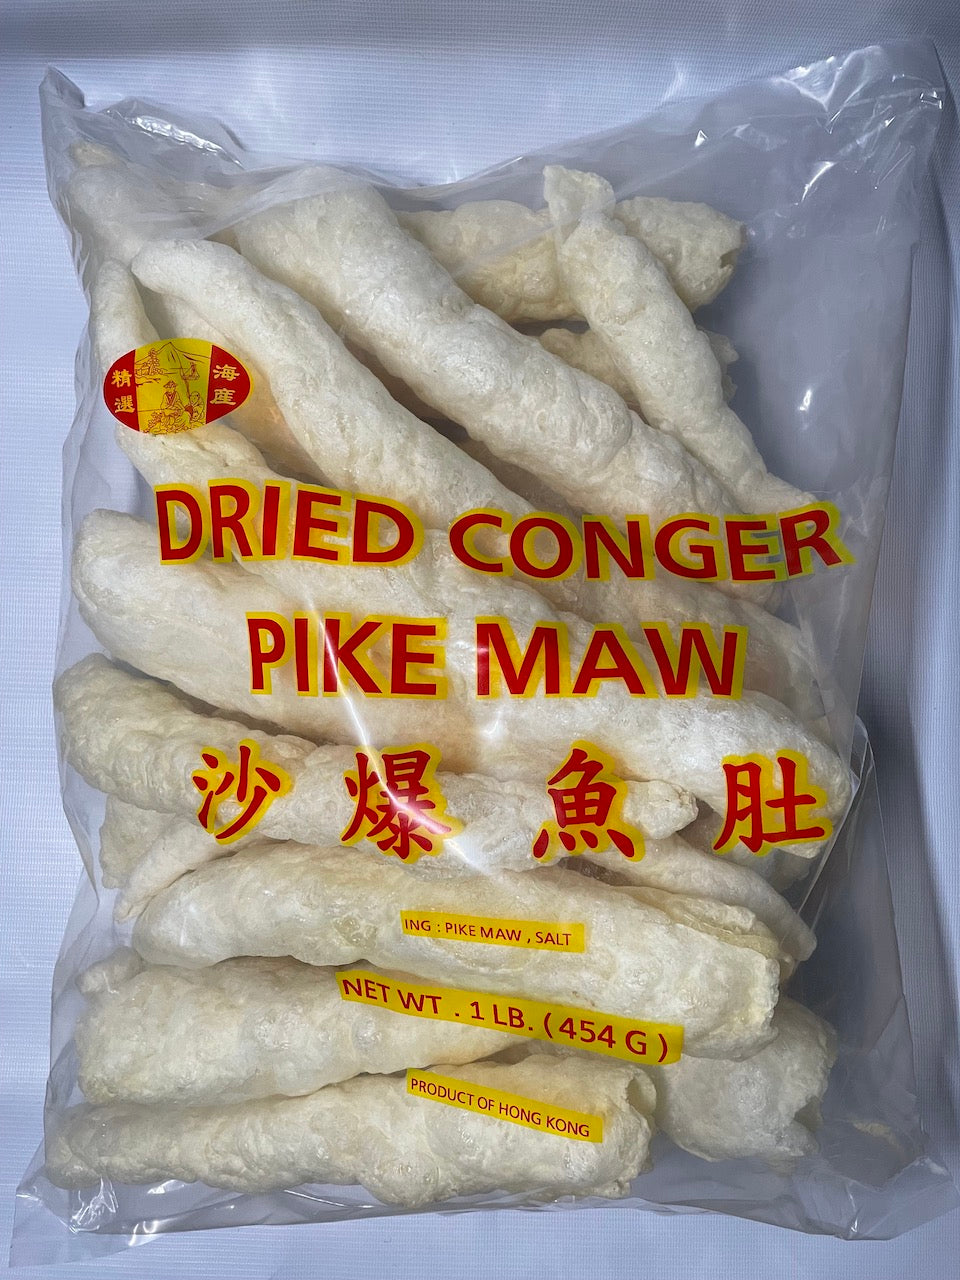 精選
海產
DRIED CONGER
PIKE MAW
沙爆魚肚
ING : PIKE MAW , SALT
NET WT . 1 LB. ( 454 G )
PRODUCT OF HONG KONG